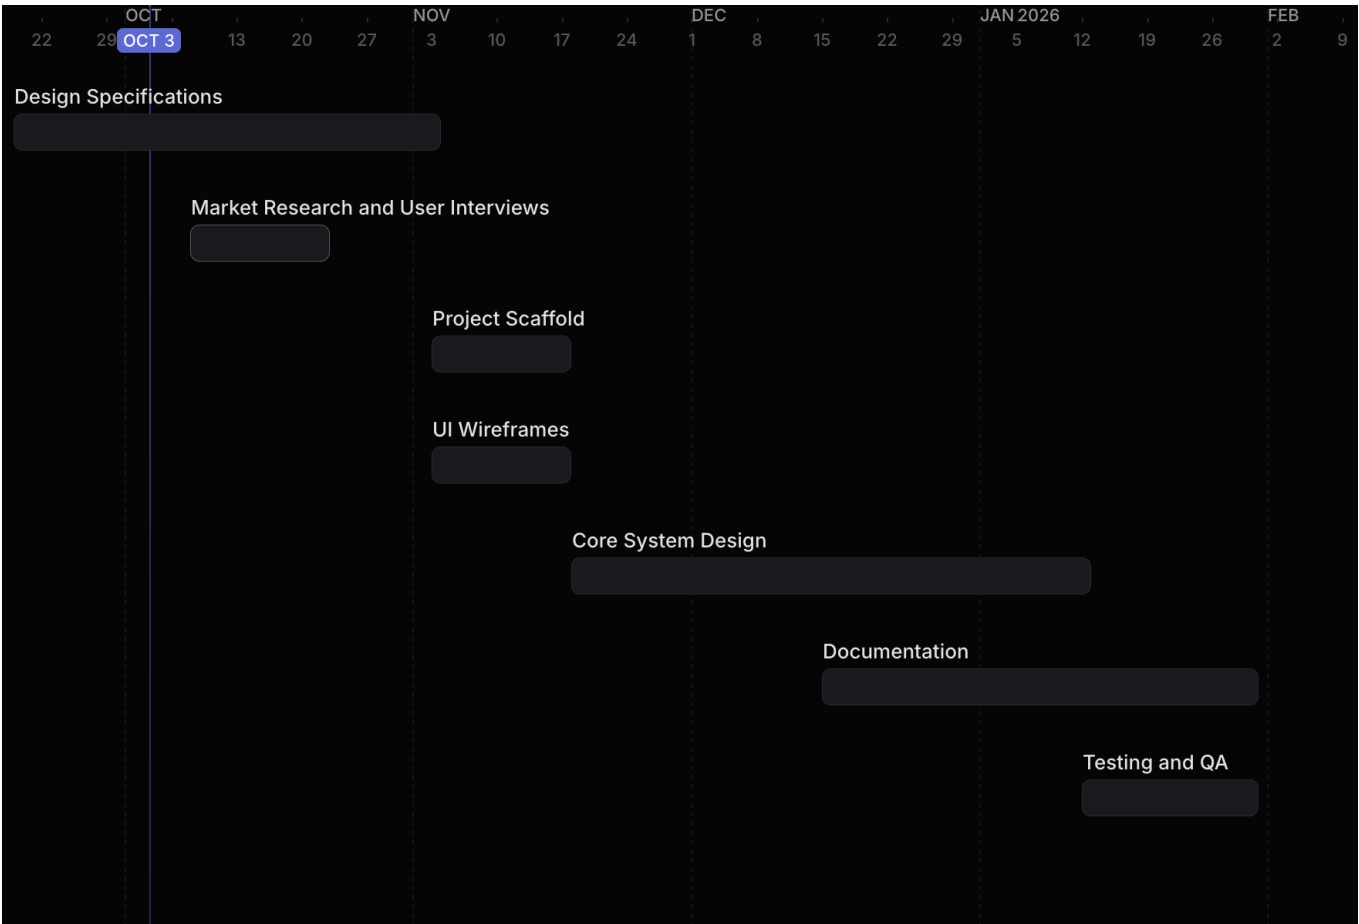 OCT NOV DEC JAN 2026 FEB
22 29 OCT 3 13 20 27 3 10 17 24 1 8 15 22 29 5 12 19 26 2 9
Design Specifications
Market Research and User Interviews
Project Scaffold
UI Wireframes
Core System Design
Documentation
Testing and QA